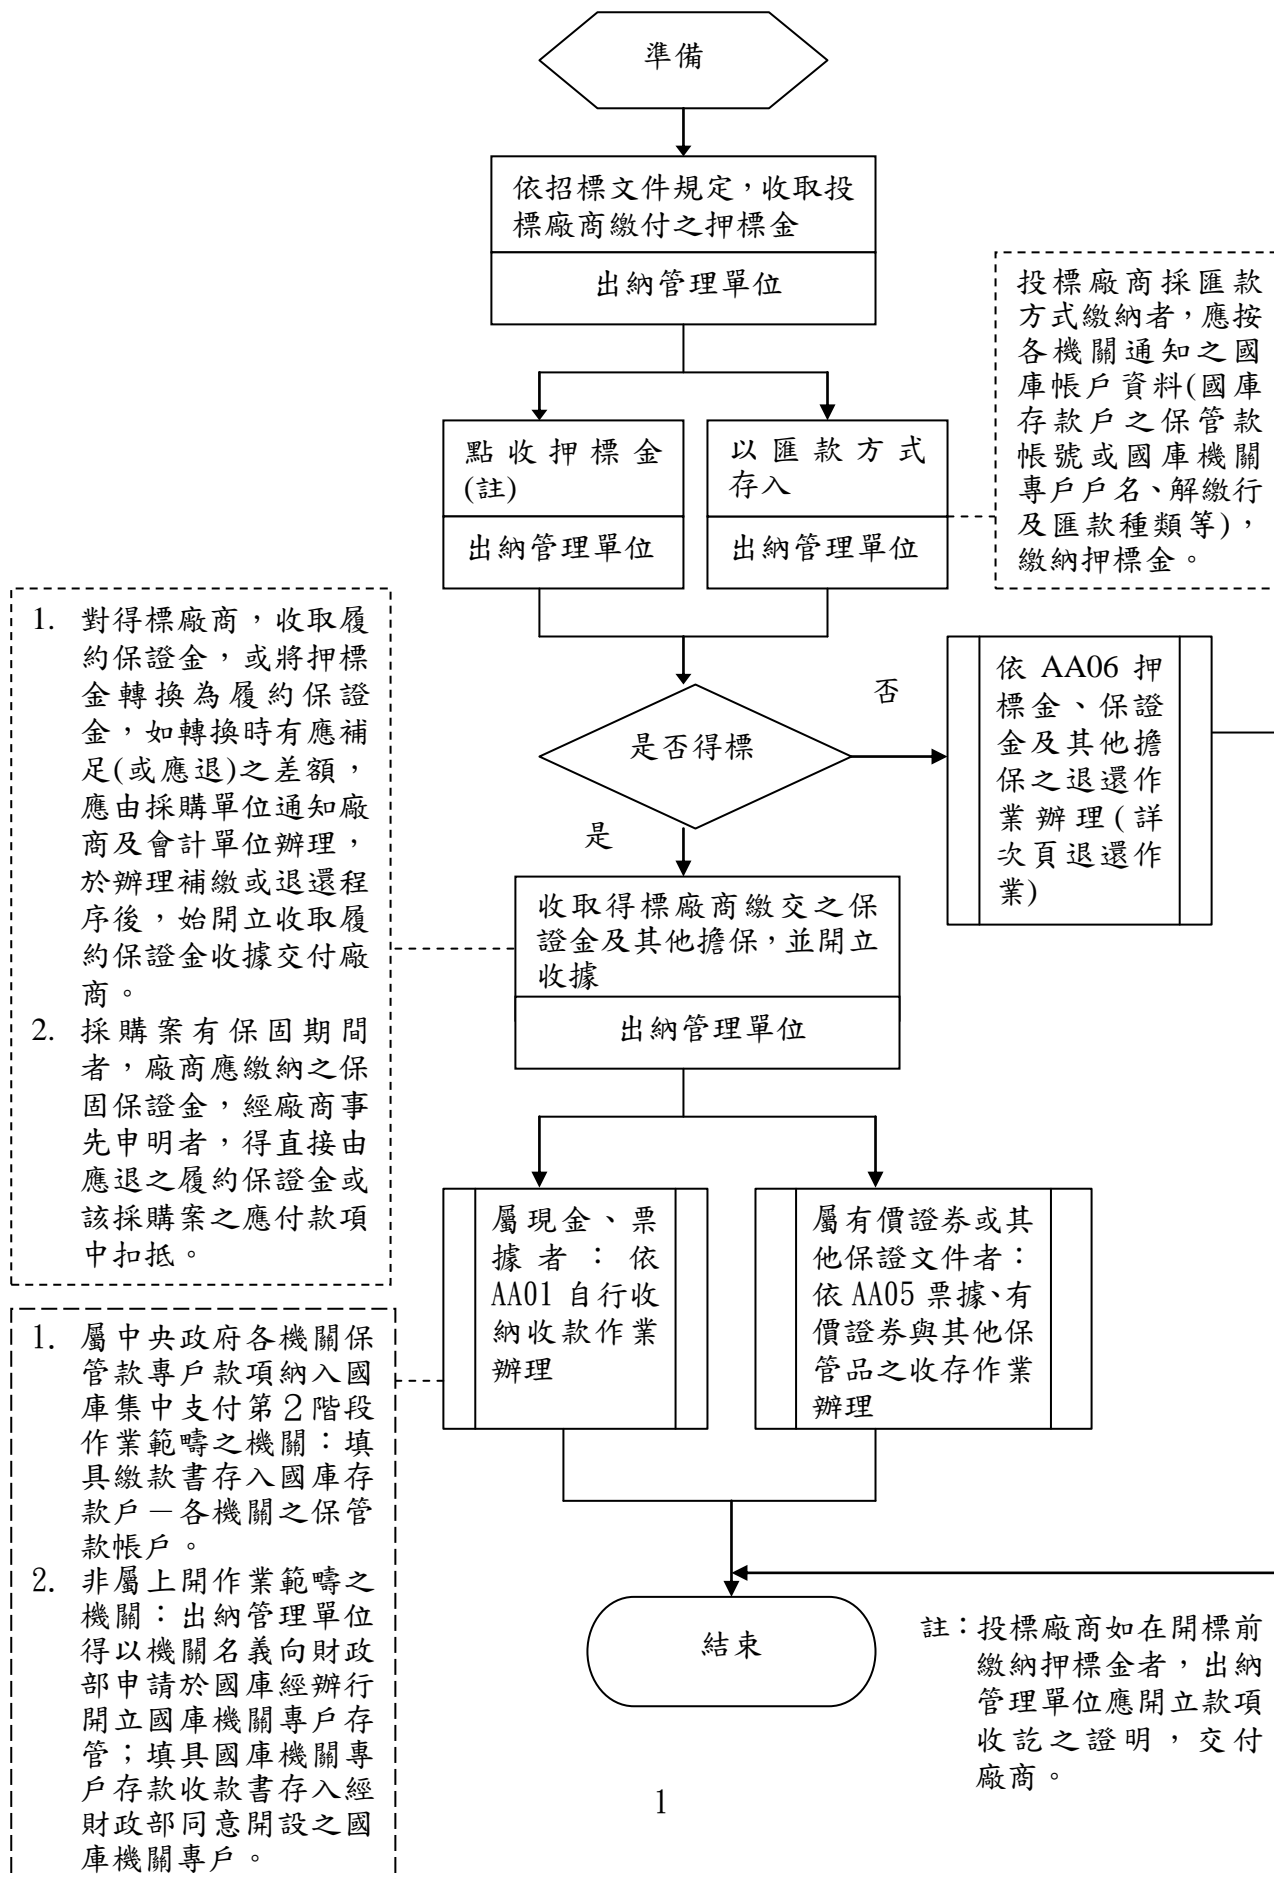 準備
依招標文件規定，收取投
標廠商繳付之押標金
出納管理單位
投標廠商採匯款
方式繳納者，應按
各機關通知之國
庫帳戶資料(國庫
存款戶之保管款
帳號或國庫機關
專戶戶名、解繳行
及匯款種類等)，
繳納押標金。
點收押標金
(註)
出納管理單位
以匯款方式
存入
出納管理單位
1. 對得標廠商，收取履
約保證金，或將押標
金轉換為履約保證
金，如轉換時有應補
足(或應退)之差額，
應由採購單位通知廠
商及會計單位辦理，
於辦理補繳或退還程
序後，始開立收取履
約保證金收據交付廠
商。
2. 採購案有保固期間
者，廠商應繳納之保
固保證金，經廠商事
先申明者，得直接由
應退之履約保證金或
該採購案之應付款項
中扣抵。
是否得標
否
是
依 AA06 押
標金、保證
金及其他擔
保之退還作
業辦理(詳
次頁退還作
業)
收取得標廠商繳交之保
證金及其他擔保，並開立
收據
出納管理單位
屬現金、票
據者：依
AA01 自行收
納收款作業
辦理
屬有價證券或其
他保證文件者：
依 AA05 票據、有
價證券與其他保
管品之收存作業
辦理
1. 屬中央政府各機關保
管款專戶款項納入國
庫集中支付第２階段
作業範疇之機關：填
具繳款書存入國庫存
款戶－各機關之保管
款帳戶。
2. 非屬上開作業範疇之
機關：出納管理單位
得以機關名義向財政
部申請於國庫經辦行
開立國庫機關專戶存
管；填具國庫機關專
戶存款收款書存入經
財政部同意開設之國
庫機關專戶。
結束
註：投標廠商如在開標前
繳納押標金者，出納
管理單位應開立款項
收訖之證明，交付
廠商。
1